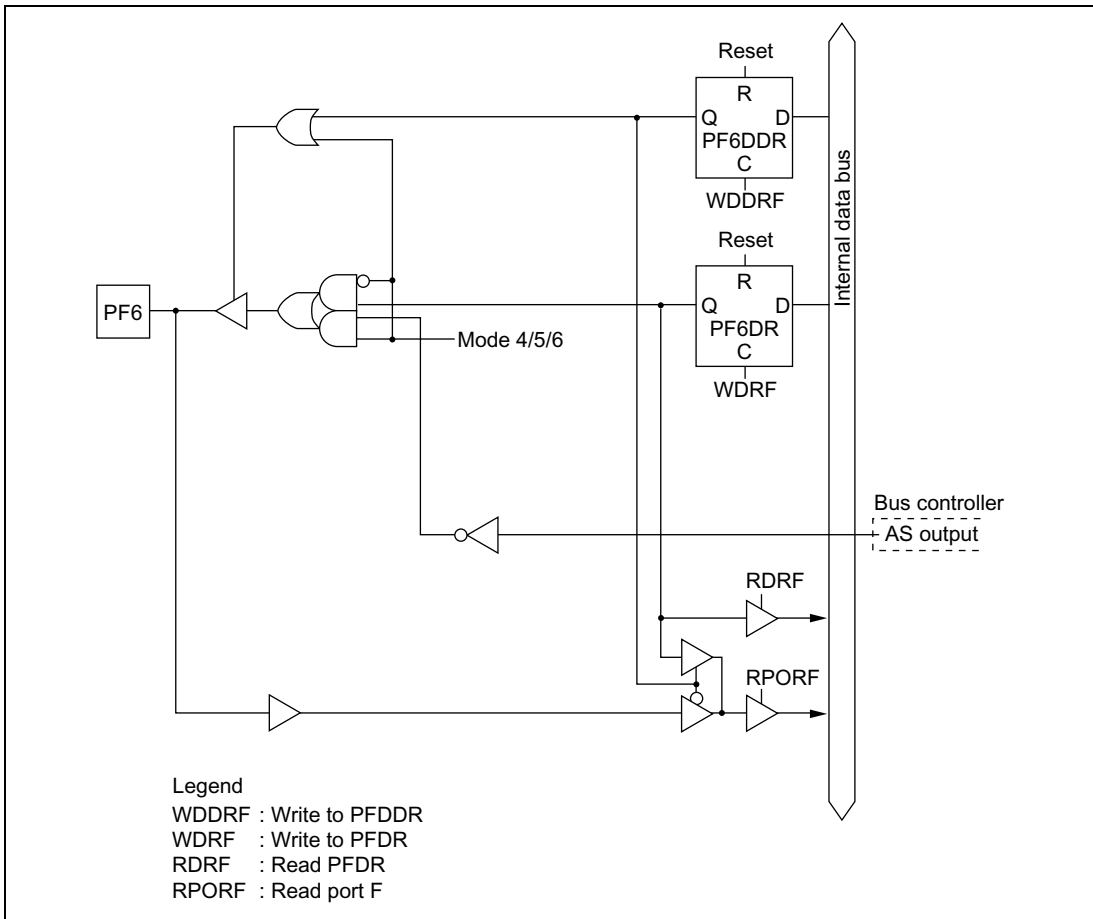 Reset
R
Q D
PF6DDR
C
WDDRF
Internal data bus
Reset
R
Q D
PF6DR
C
WDRF
PF6
Mode 4/5/6
Bus controller
AS output
RDRF
RPORF
Legend
WDDRF : Write to PFDDR
WDRF : Write to PFDR
RDRF : Read PFDR
RPORF : Read port F